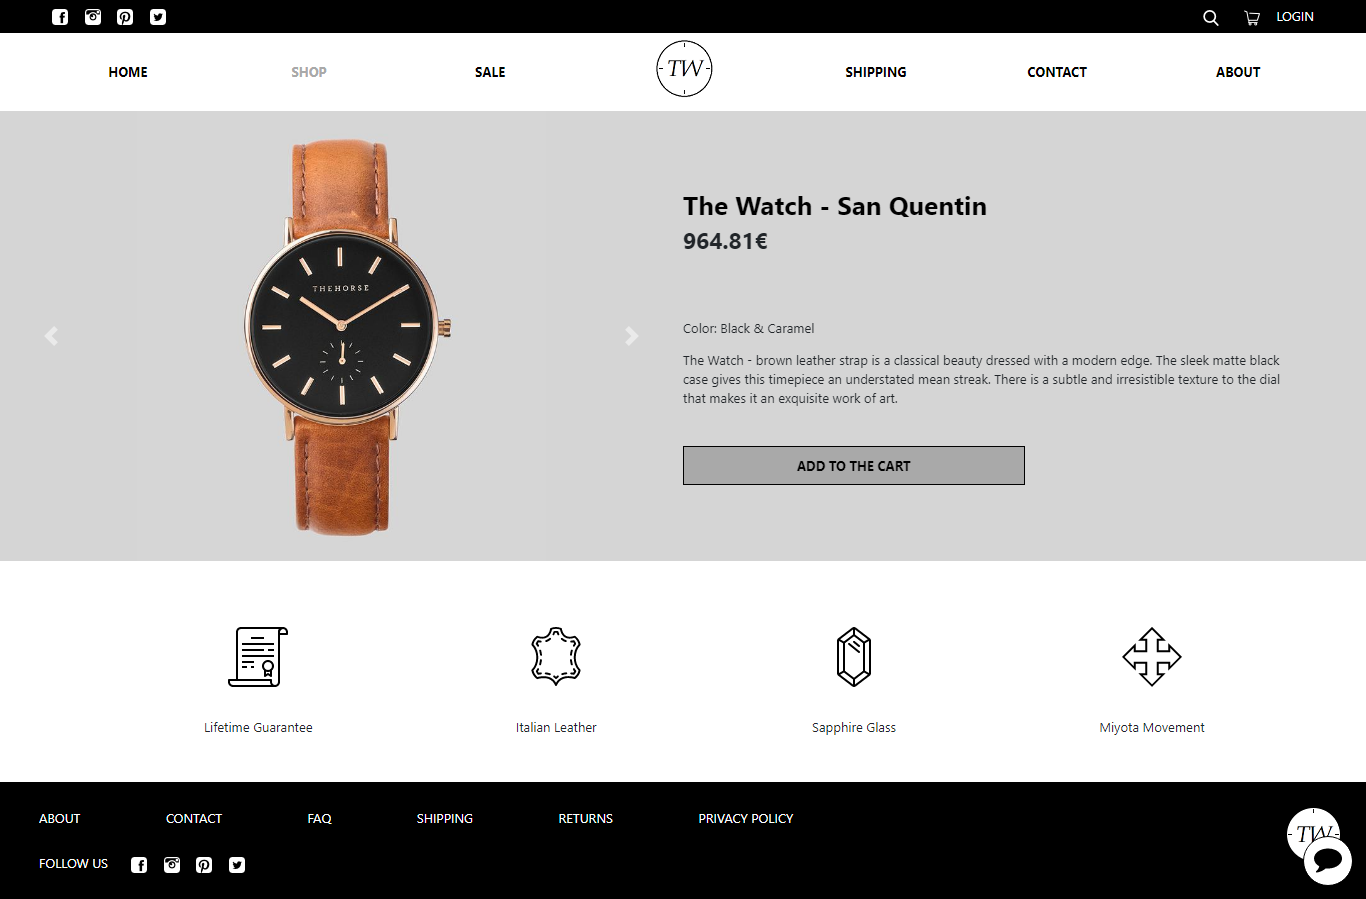 LOGIN
HOME
SHOP
SALE
TW
SHIPPING
CONTACT
ABOUT
THEHORSE
The Watch - San Quentin
964.81€
Color: Black & Caramel
The Watch - brown leather strap is a classical beauty dressed with a modern edge. The sleek matte black
case gives this timepiece an understated mean streak. There is a subtle and irresistible texture to the dial
that makes it an exquisite work of art.
ADD TO THE CART
Lifetime Guarantee
Italian Leather
Sapphire Glass
Miyota Movement
ABOUT
CONTACT
FAQ
SHIPPING
RETURNS
PRIVACY POLICY
TW
FOLLOW US